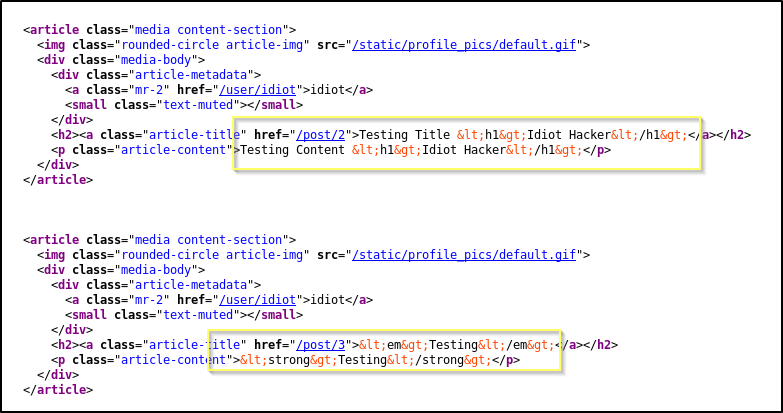 <article class="media content-section">
<img class="rounded-circle article-img" src="/static/profile_pics/default.gif">
<div class="media-body">
<div class="article-metadata">
<a class="mr-2" href="/user/idiot">idiot</a>
<small class="text-muted"></small>
</div>
<h2><a class="article-title" href="/post/2">Testing Title &lt;h1&gt;Idiot Hacker&lt;/h1&gt;</a></h2>
<p class="article-content">Testing Content &lt;h1&gt;Idiot Hacker&lt;/h1&gt;</p>
</div>
</article>
<article class="media content-section">
<img class="rounded-circle article-img" src="/static/profile_pics/default.gif">
<div class="media-body">
<div class="article-metadata">
<a class="mr-2" href="/user/idiot">idiot</a>
<small class="text-muted"></small>
</div>
<h2><a class="article-title" href="/post/3">&lt;em&gt;Testing&lt;/em&gt;</a></h2>
<p class="article-content">&lt;strong&gt;Testing&lt;/strong&gt;</p>
</div>
</article>